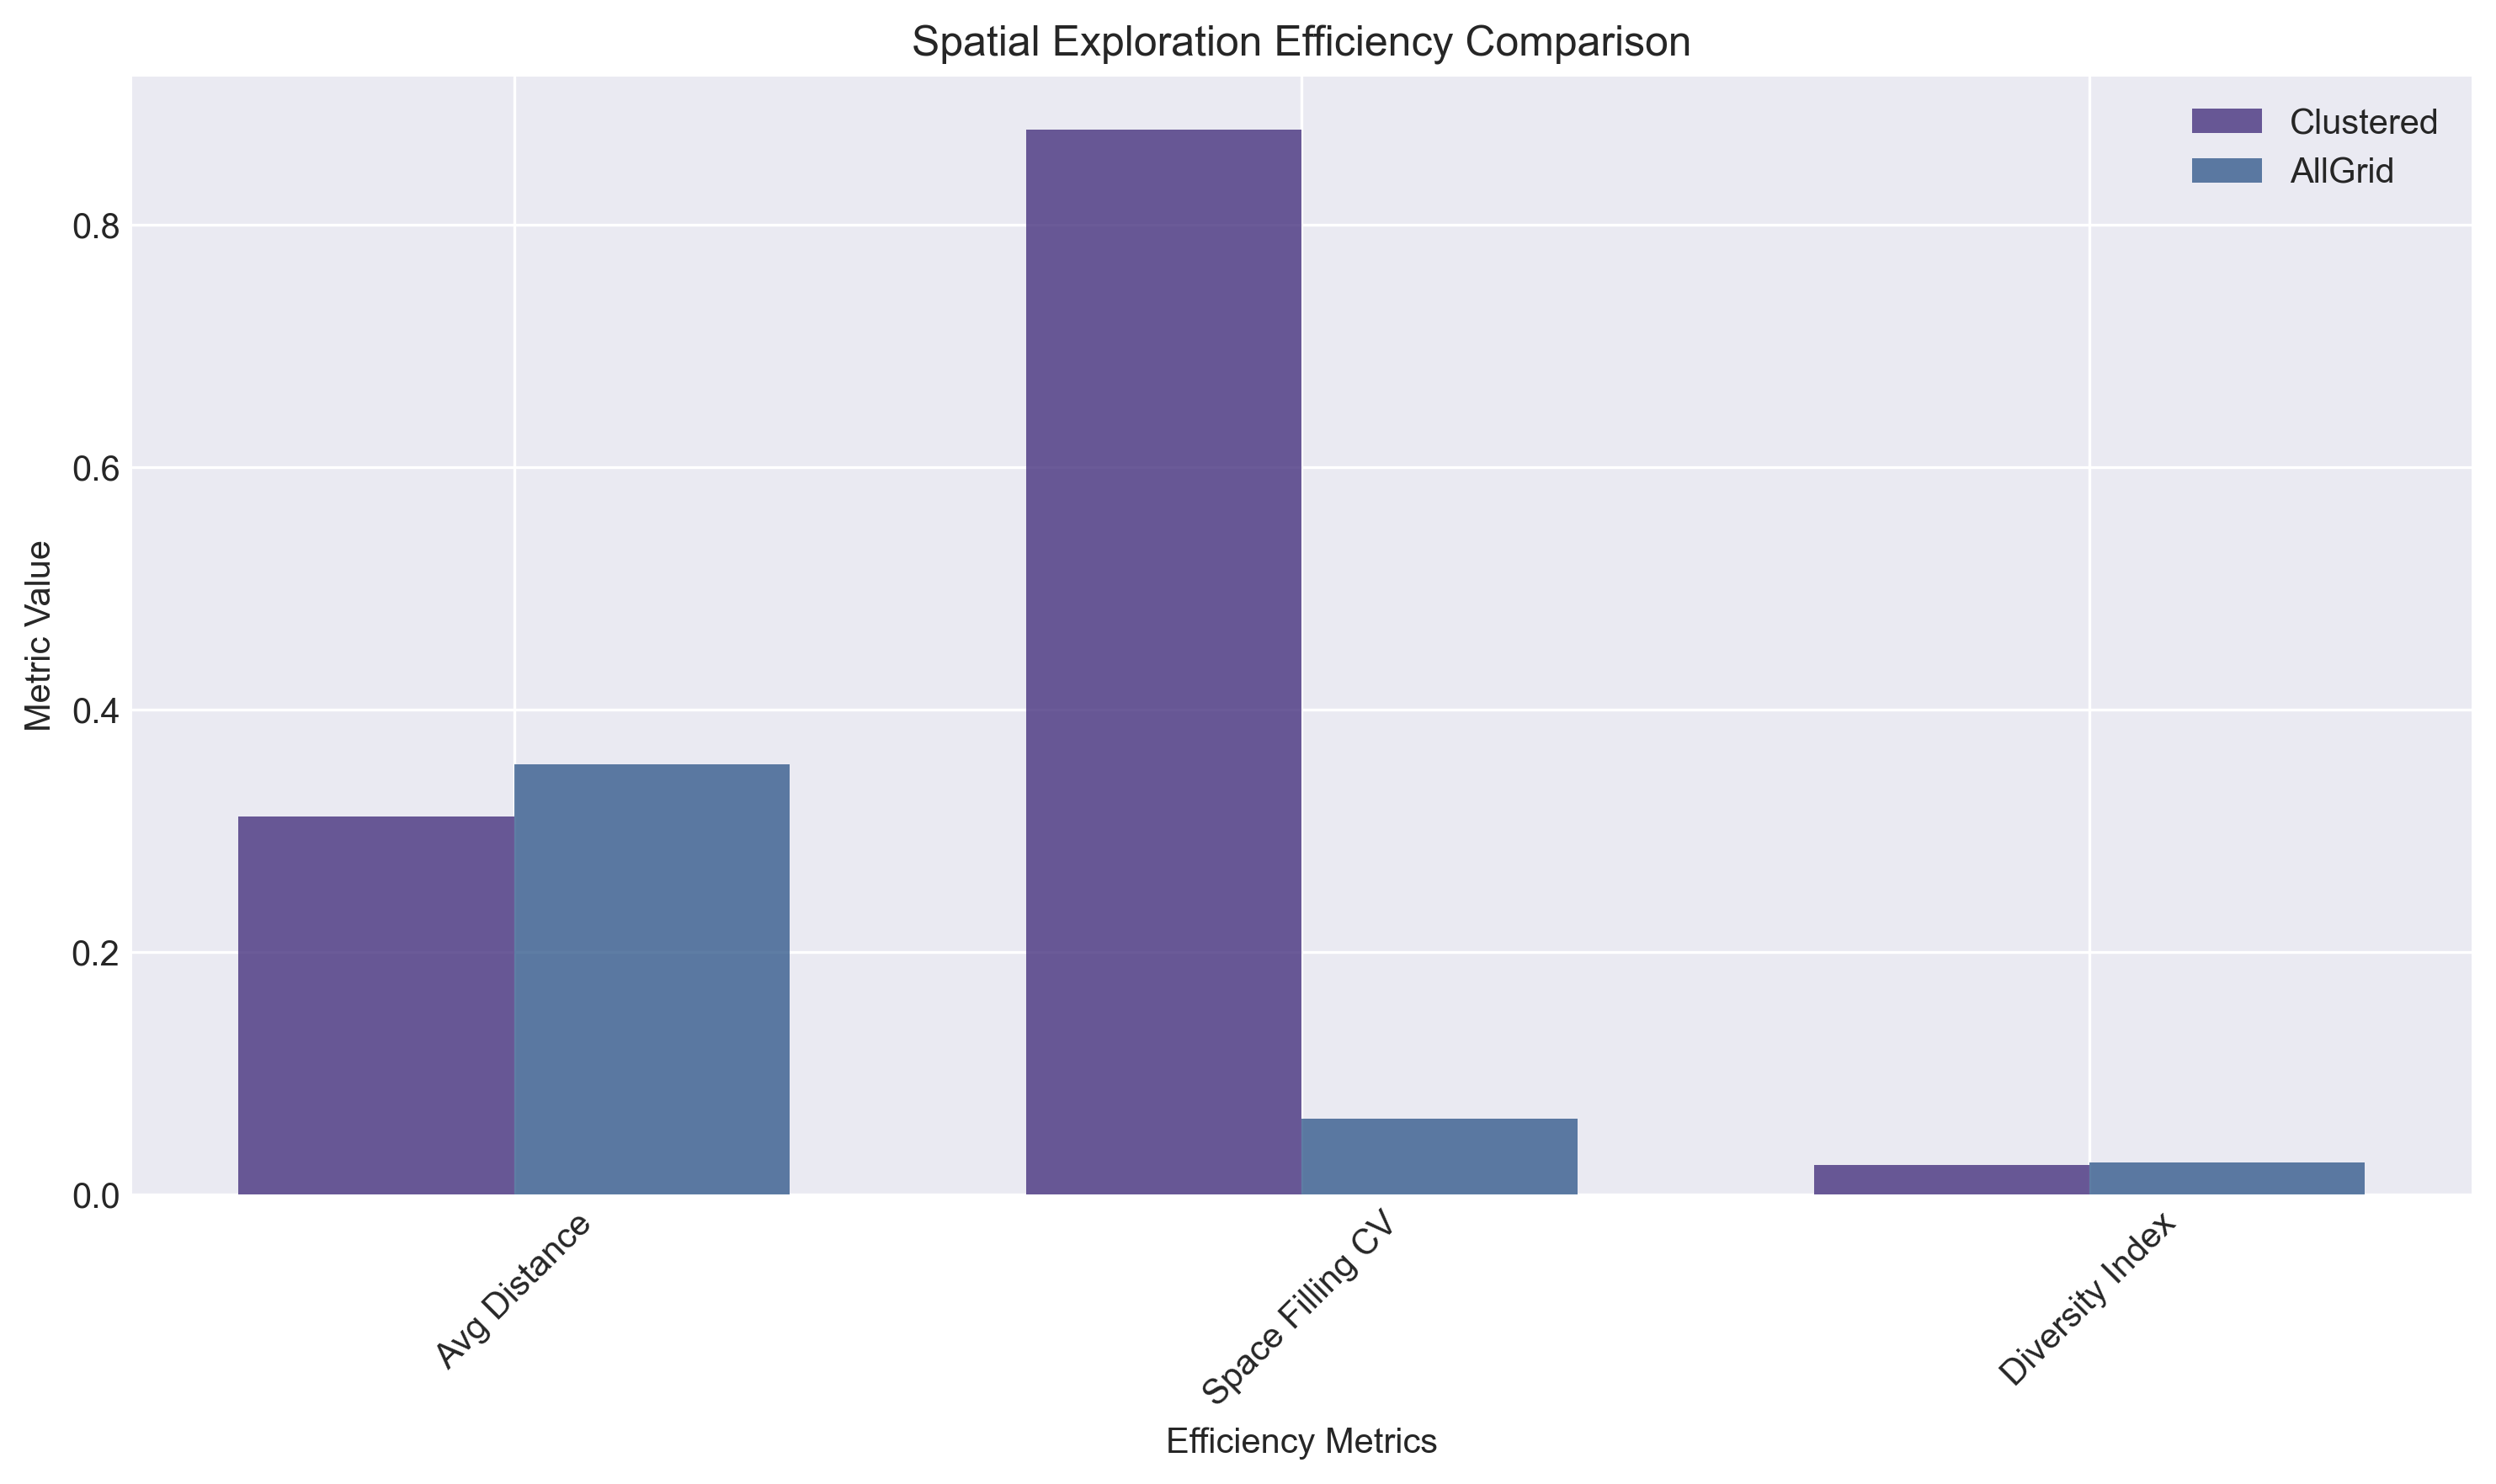 Spatial Exploration Efficiency Comparison
Clustered
AllGrid
Metric Value
0.8
0.6
0.4
0.2
0.0
Avg Distance
Space Filling CV
Diversity Index
Efficiency Metrics